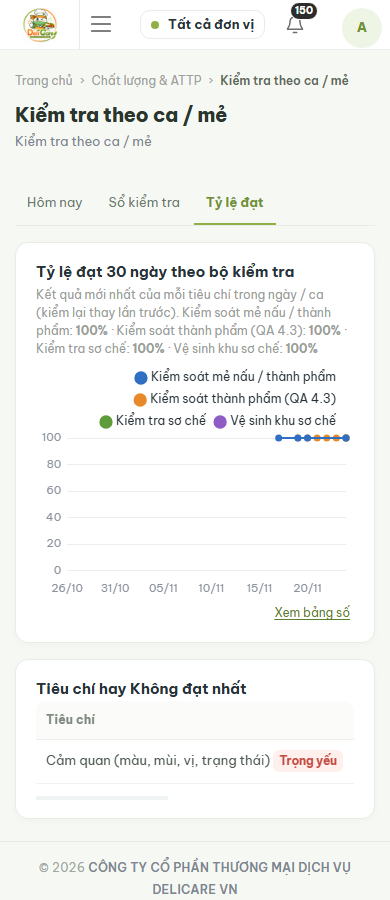 Tất cả đơn vị
150
A
Trang chủ › Chất lượng & ATTP › Kiểm tra theo ca / mẻ
Kiểm tra theo ca / mẻ
Kiểm tra theo ca / mẻ
Hôm nay Sổ kiểm tra Tỷ lệ đạt
Tỷ lệ đạt 30 ngày theo bộ kiểm tra
Kết quả mới nhất của mỗi tiêu chí trong ngày / ca
(kiểm lại thay lần trước). Kiểm soát mẻ nấu / thành
phẩm: 100% · Kiểm soát thành phẩm (QA 4.3): 100% ·
Kiểm tra sơ chế: 100% · Vệ sinh khu sơ chế: 100%
Kiểm soát mẻ nấu / thành phẩm
Kiểm soát thành phẩm (QA 4.3)
Kiểm tra sơ chế Vệ sinh khu sơ chế
100
80
60
40
20
0
26/10 31/10 05/11 10/11 15/11 20/11
Xem bảng số
Tiêu chí hay Không đạt nhất
Tiêu chí
Cảm quan (màu, mùi, vị, trạng thái) Trọng yếu
© 2026 CÔNG TY CỔ PHẦN THƯƠNG MẠI DỊCH VỤ
DELICARE VN